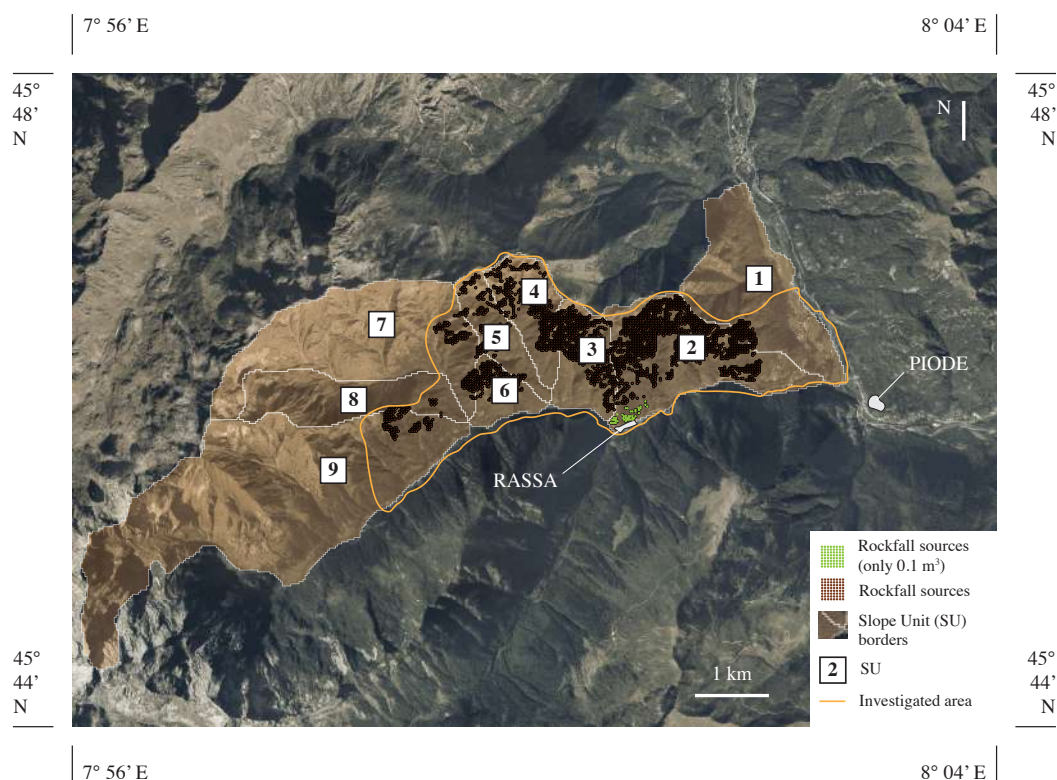 7° 56’ E
8° 04’ E
45°
48’
N
45°
48’
N
N
1
4
7
5
3
2
PIODE
8
6
9
RASSA
Rockfall sources
(only 0.1 m³)
Rockfall sources
Slope Unit (SU)
borders
2 SU
Investigated area
1 km
45°
44’
N
45°
44’
N
7° 56’ E
8° 04’ E